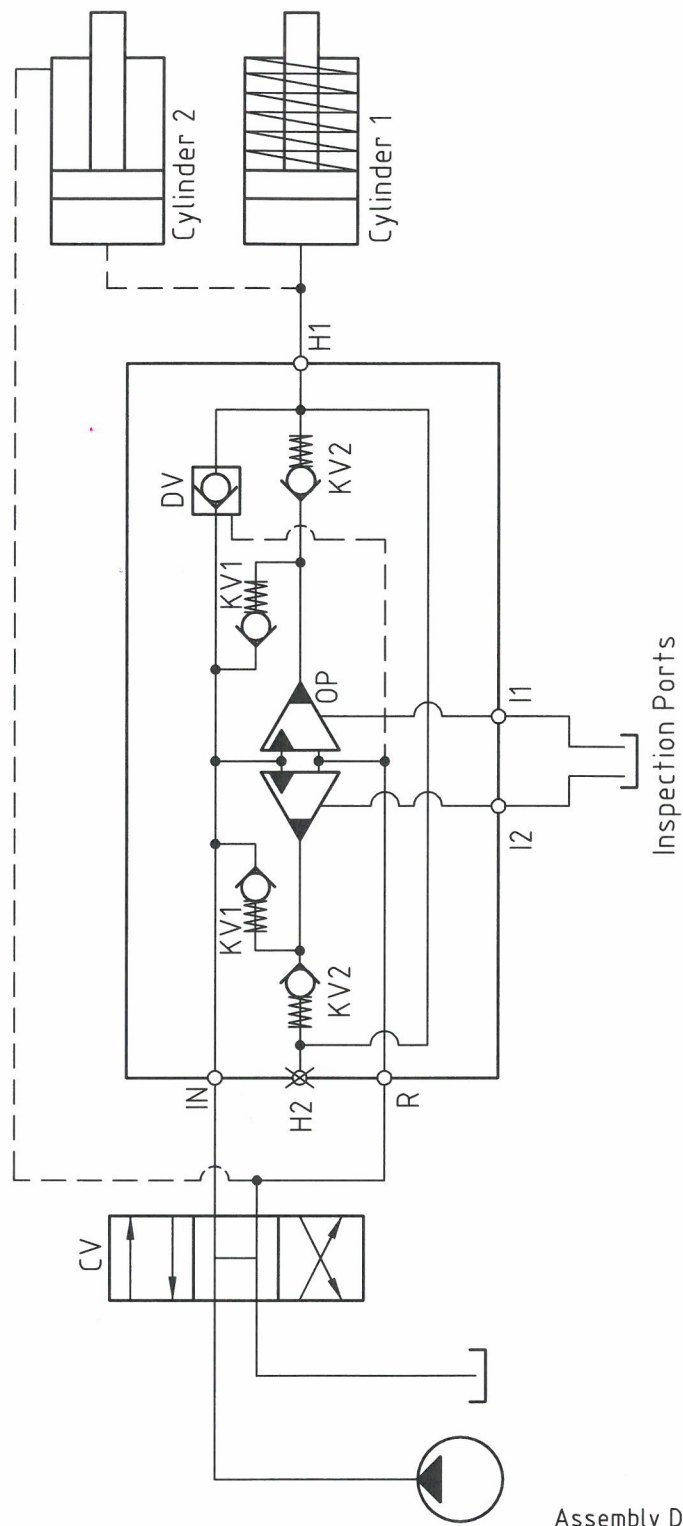 Cylinder 2
Cylinder 1
H1
DV
KV2
KV1
OP
I1
I2
KV1
KV2
IN
H2
R
CV
Inspection Ports
Assembly D